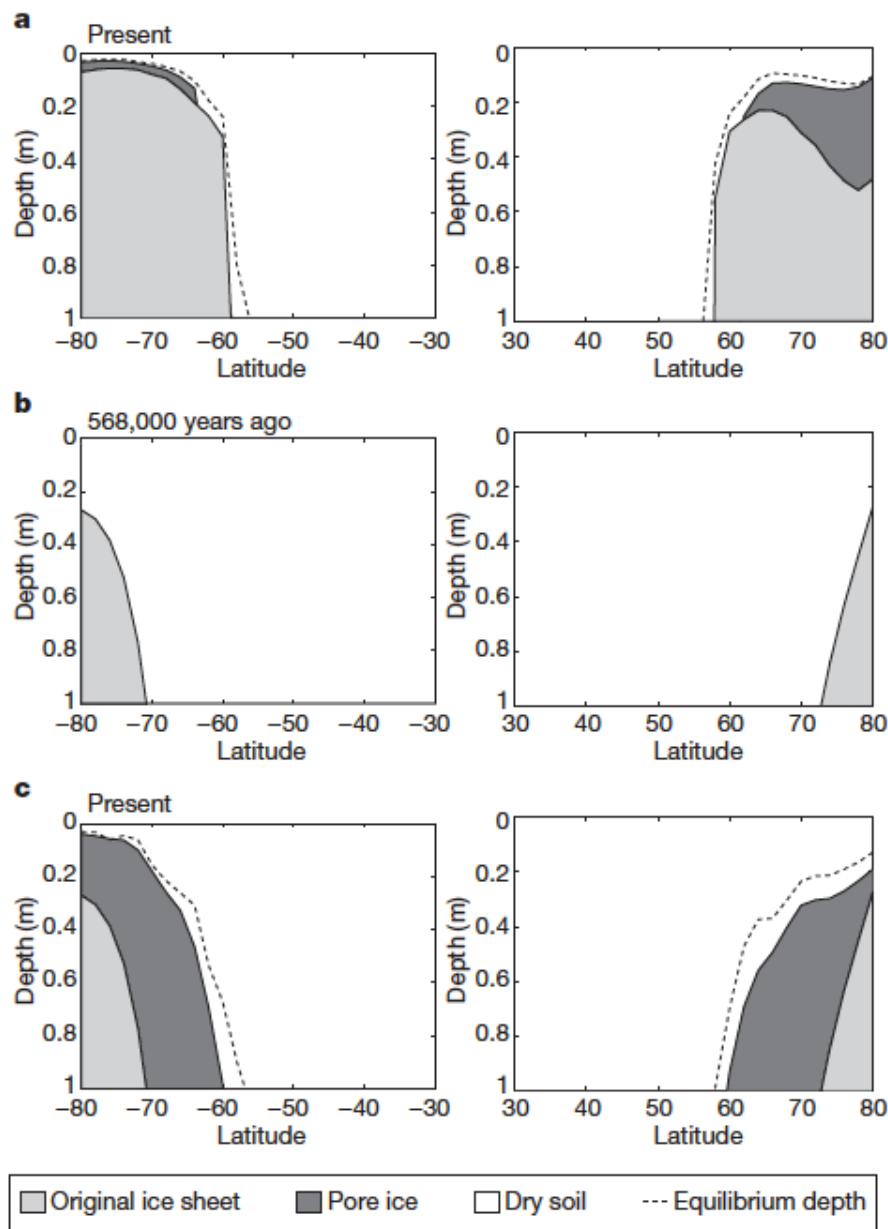 a
Present
0
0.2
0.4
0.6
0.8
1
Depth (m)
–80 –70 –60 –50 –40 –30
Latitude
0
0.2
0.4
0.6
0.8
1
Depth (m)
30 40 50 60 70 80
Latitude
b
568,000 years ago
0
0.2
0.4
0.6
0.8
1
Depth (m)
–80 –70 –60 –50 –40 –30
Latitude
0
0.2
0.4
0.6
0.8
1
Depth (m)
30 40 50 60 70 80
Latitude
c
Present
0
0.2
0.4
0.6
0.8
1
Depth (m)
–80 –70 –60 –50 –40 –30
Latitude
0
0.2
0.4
0.6
0.8
1
Depth (m)
30 40 50 60 70 80
Latitude
Original ice sheet Pore ice Dry soil Equilibrium depth